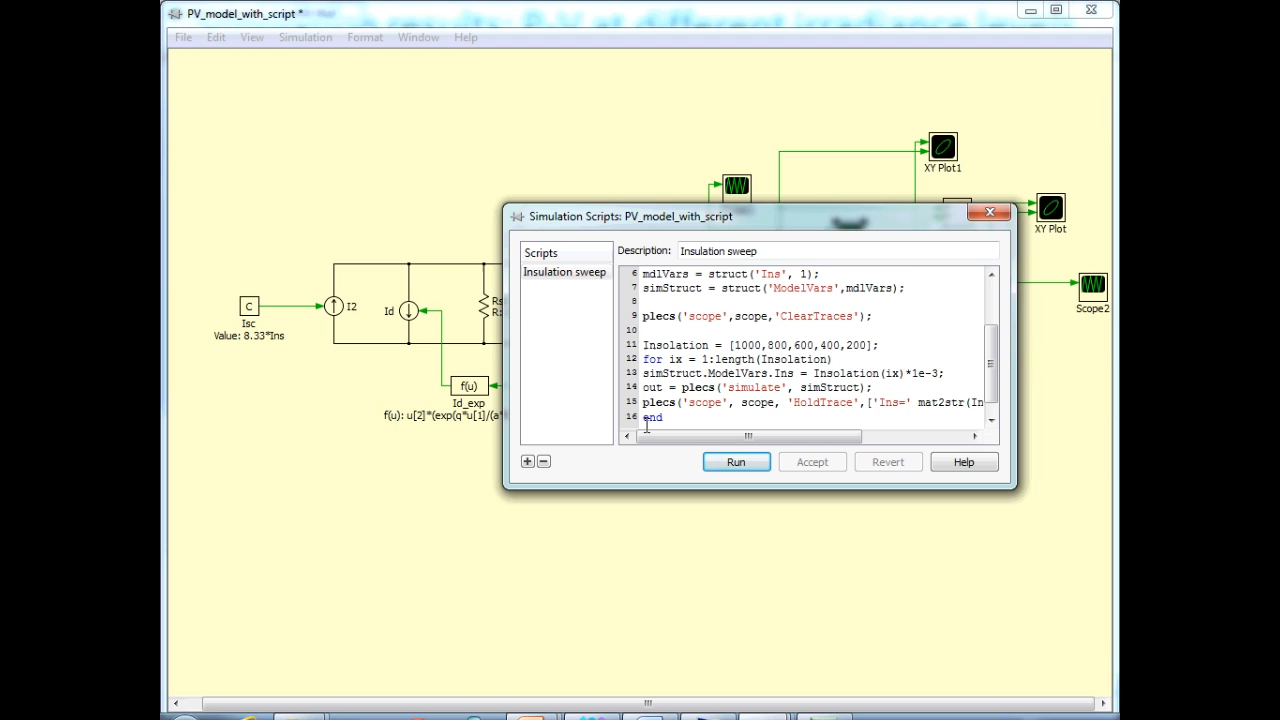 PV_model_with_script *
File Edit View Simulation Format Window Help
XY Plot1
XY Plot
Scope2
C
Isc
Value: 8.33*Ins
I2
Id
Rs
R:
f(u)
Id_exp
f(u): u[2]*(exp(q*u[1]/(a*
Simulation Scripts: PV_model_with_script
Scripts
Insulation sweep
Description: Insulation sweep
6 mdlVars = struct('Ins', 1);
7 simStruct = struct('ModelVars',mdlVars);
8
9 plecs('scope',scope,'ClearTraces');
10
11 Insolation = [1000,800,600,400,200];
12 for ix = 1:length(Insolation)
13 simStruct.ModelVars.Ins = Insolation(ix)*1e-3;
14 out = plecs('simulate', simStruct);
15 plecs('scope', scope, 'HoldTrace',['Ins=' mat2str(In
16 end
Run Accept Revert Help